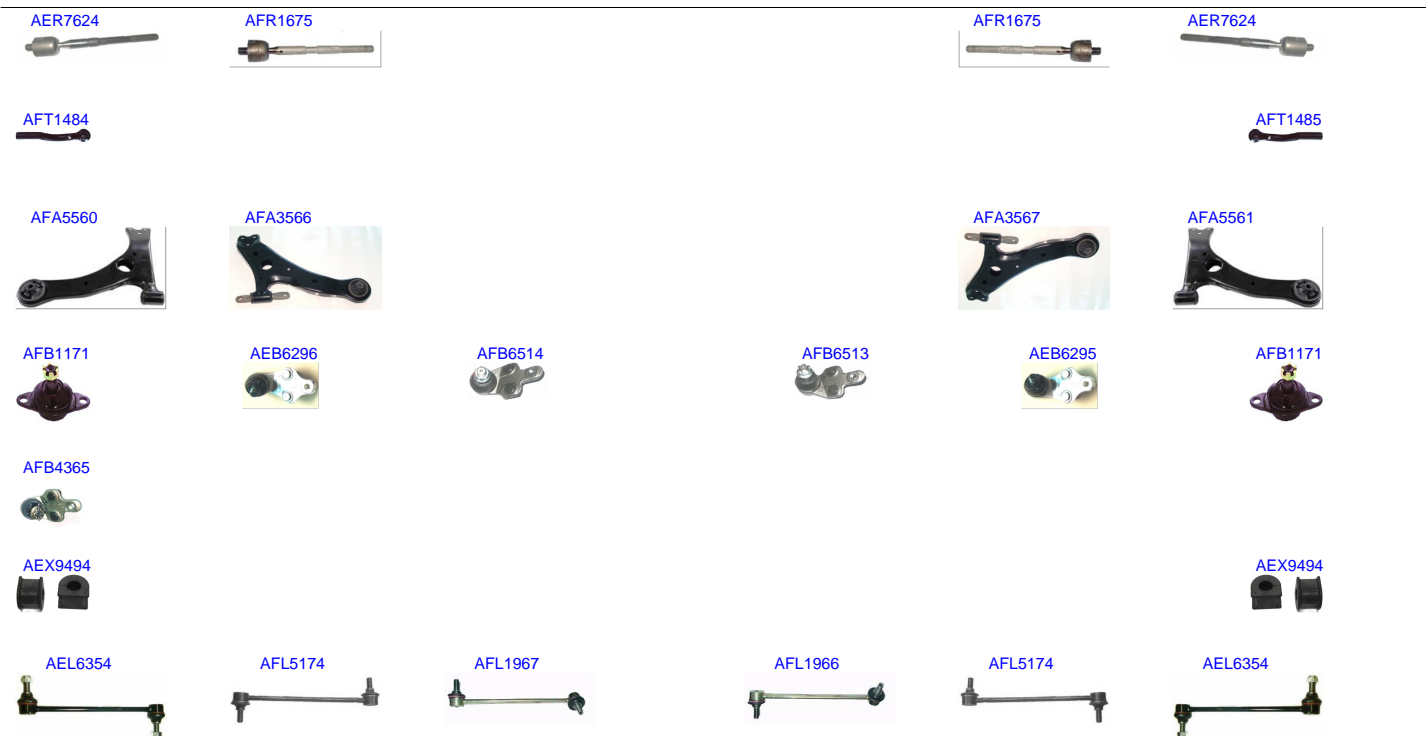 AER7624 AFR1675 AFR1675 AER7624
AFT1484 AFT1485
AFA5560 AFA3566 AFA3567 AFA5561
AFB1171 AEB6296 AFB6514 AFB6513 AEB6295 AFB1171
AFB4365
AEX9494 AEX9494
AEL6354 AFL5174 AFL1967 AFL1966 AFL5174 AEL6354